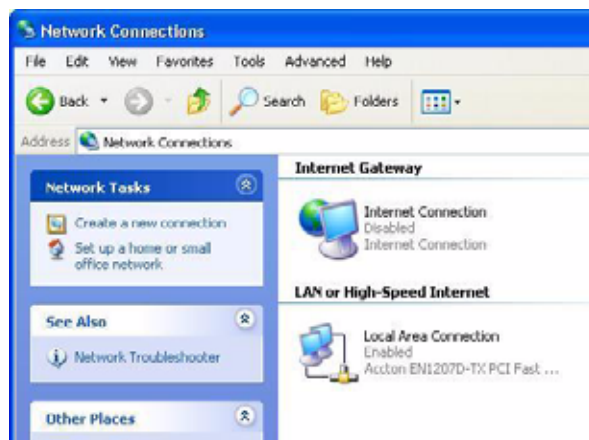 Network Connections
File Edit View Favorites Tools Advanced Help
Back Search Folders
Address Network Connections
Network Tasks
Create a new connection
Set up a home or small
office network
See Also
Network Troubleshooter
Other Places
Internet Gateway
Internet Connection
Disabled
Internet Connection
LAN or High-Speed Internet
Local Area Connection
Enabled
Accton EN1207D-TX PCI Fast ...